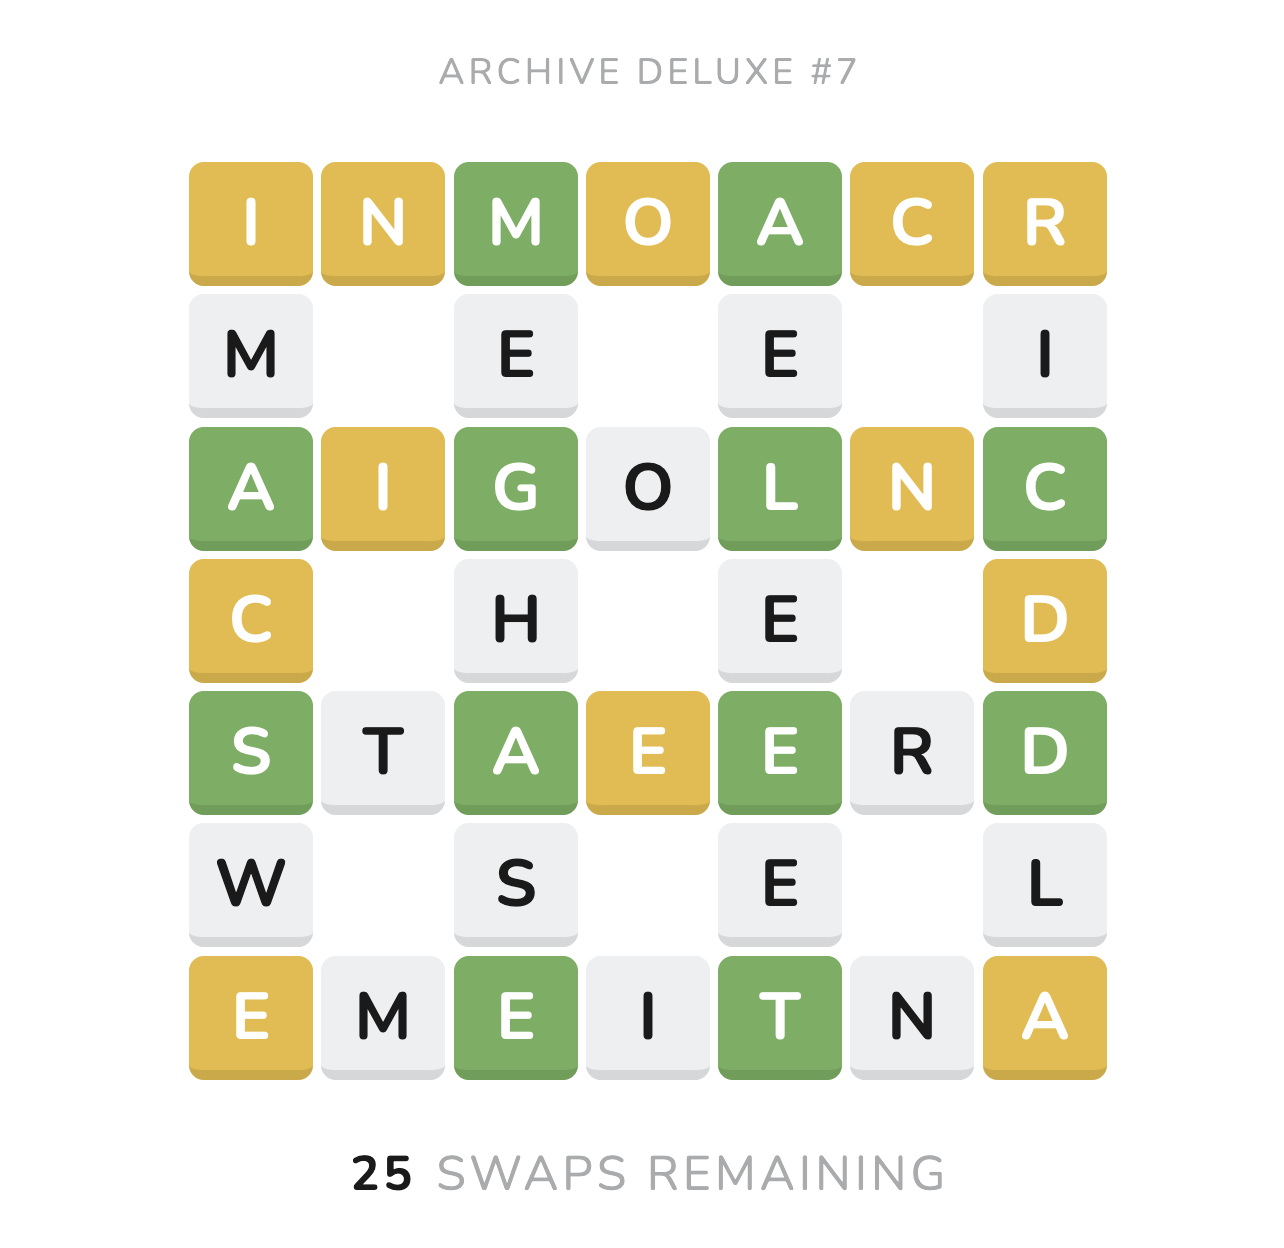 ARCHIVE DELUXE #7
I N M O A C R
M E E I
A I G O L N C
C H E D
S T A E E R D
W S E L
E M E I T N A
25 SWAPS REMAINING